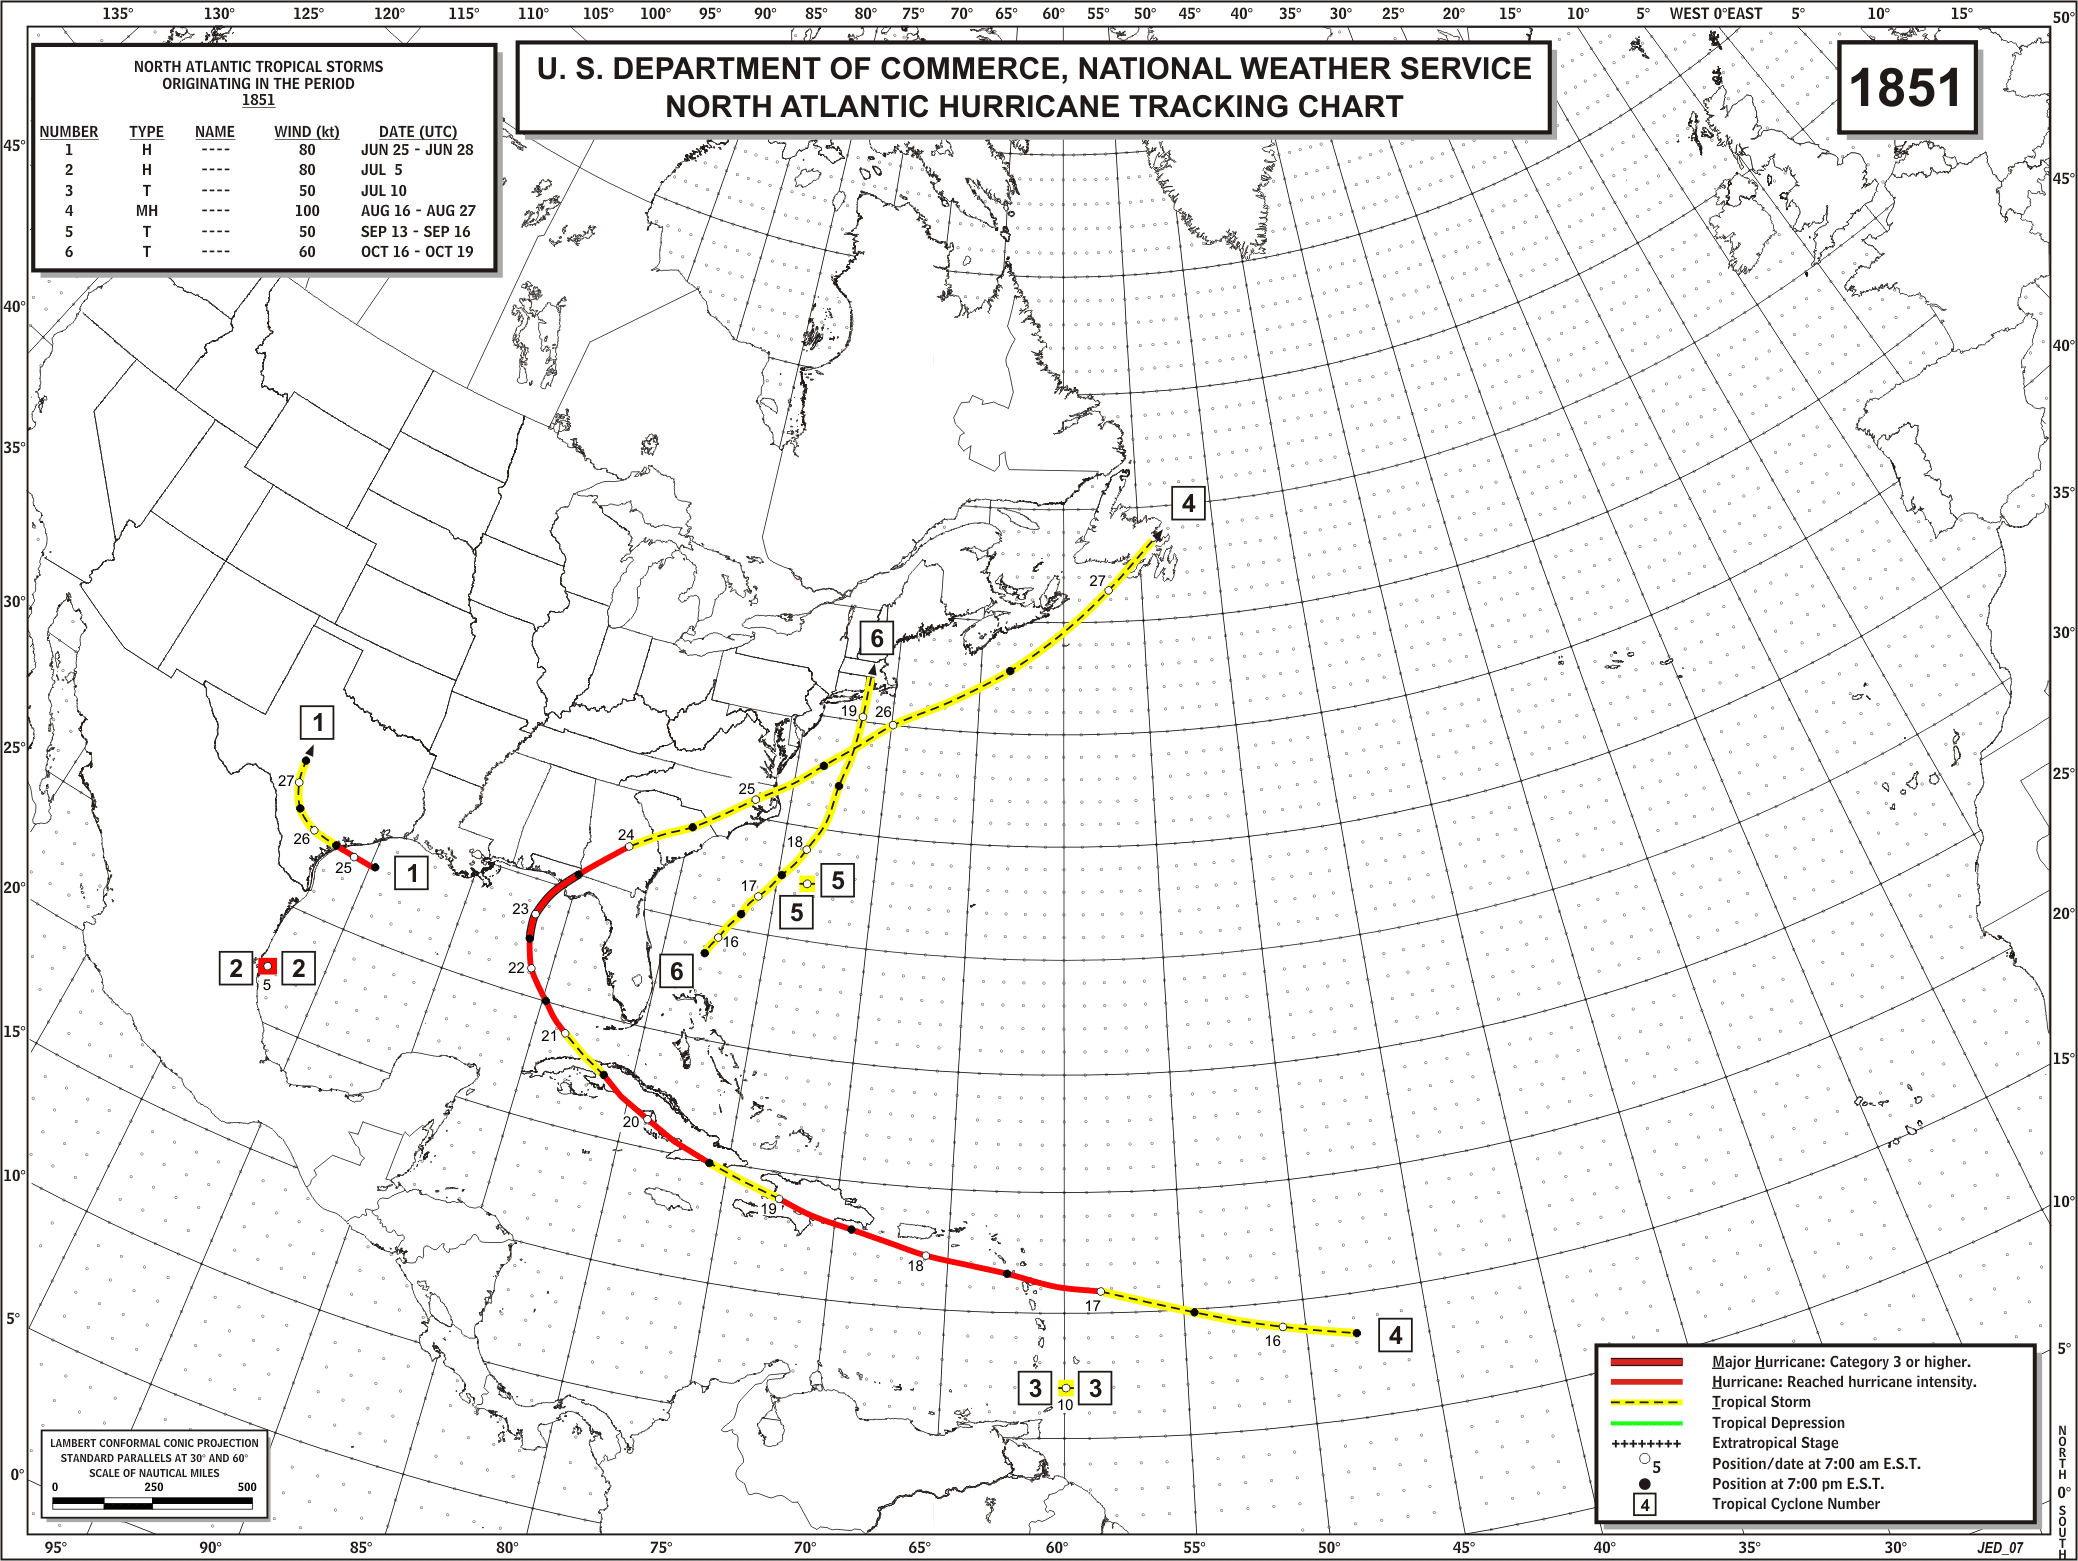 135° 130° 125° 120° 115° 110° 105° 100° 95° 90° 85° 80° 75° 70° 65° 60° 55° 50° 45° 40° 35° 30° 25° 20° 15° 10° 5° WEST 0° EAST 5° 10° 15° 50°
U. S. DEPARTMENT OF COMMERCE, NATIONAL WEATHER SERVICE
NORTH ATLANTIC HURRICANE TRACKING CHART
1851
NORTH ATLANTIC TROPICAL STORMS
ORIGINATING IN THE PERIOD
1851
NUMBER TYPE NAME WIND (kt) DATE (UTC)
1 H ---- 80 JUN 25 - JUN 28
2 H ---- 80 JUL 5
3 T ---- 50 JUL 10
4 MH ---- 100 AUG 16 - AUG 27
5 T ---- 50 SEP 13 - SEP 16
6 T ---- 60 OCT 16 - OCT 19
45° 45°
40° 40°
35° 35°
30° 30°
25° 25°
20° 20°
15° 15°
10° 10°
5° 5°
0° NORTH 0° SOUTH
4
27
6
19 26
1
27
25
26
25
1
24
18
5
17
5
23
16
6
22
2 2
5
21
20
19
18
17
16
4
3 3
10
Major Hurricane: Category 3 or higher.
Hurricane: Reached hurricane intensity.
Tropical Storm
Tropical Depression
Extratropical Stage
5 Position/date at 7:00 am E.S.T.
Position at 7:00 pm E.S.T.
4 Tropical Cyclone Number
LAMBERT CONFORMAL CONIC PROJECTION
STANDARD PARALLELS AT 30° AND 60°
SCALE OF NAUTICAL MILES
0 250 500
95° 90° 85° 80° 75° 70° 65° 60° 55° 50° 45° 40° 35° 30° JED_07